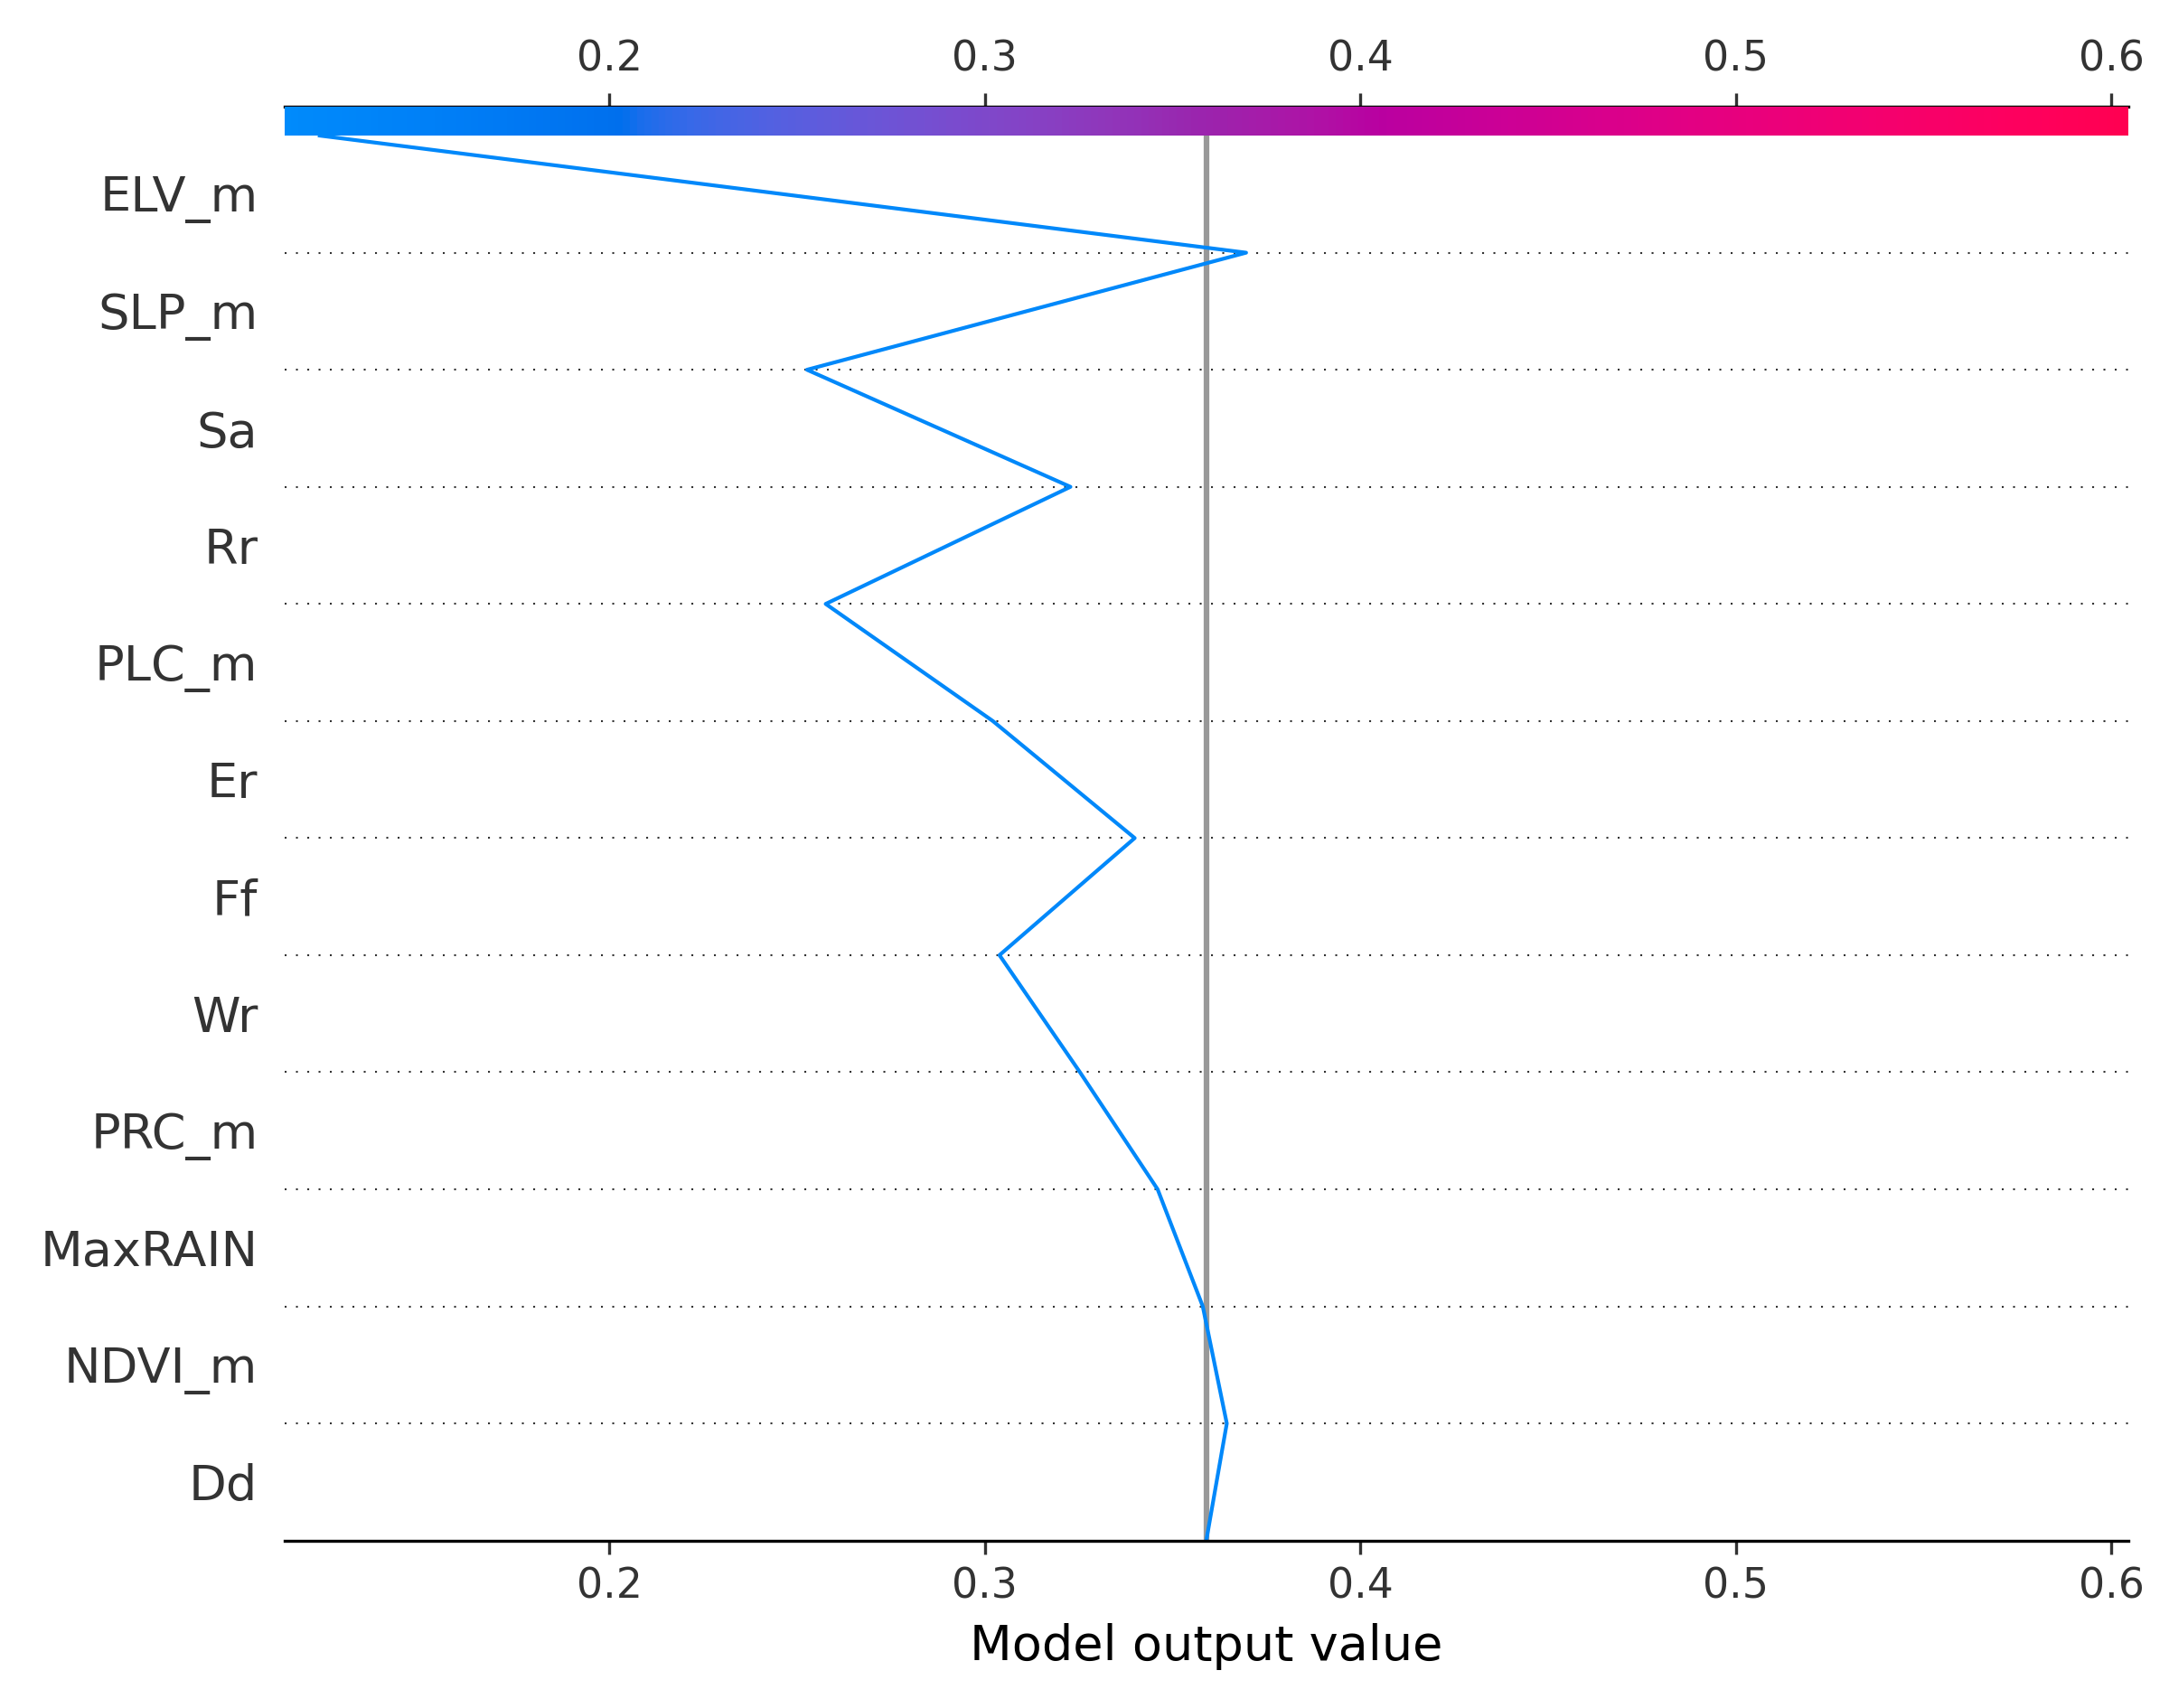 0.2 0.3 0.4 0.5 0.6
ELV_m
SLP_m
Sa
Rr
PLC_m
Er
Ff
Wr
PRC_m
MaxRAIN
NDVI_m
Dd
0.2 0.3 0.4 0.5 0.6
Model output value